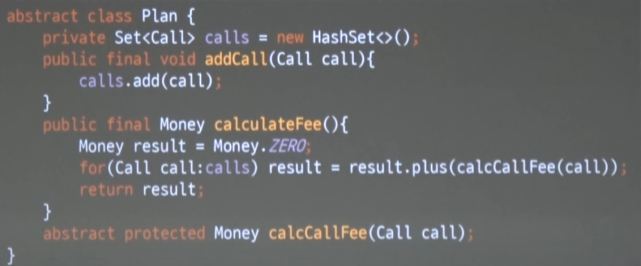 abstract class Plan {
    private Set<Call> calls = new HashSet<>();
    public final void addCall(Call call){
        calls.add(call);
    }
    public final Money calculateFee(){
        Money result = Money.ZERO;
        for(Call call:calls) result = result.plus(calcCallFee(call));
        return result;
    }
    abstract protected Money calcCallFee(Call call);
}